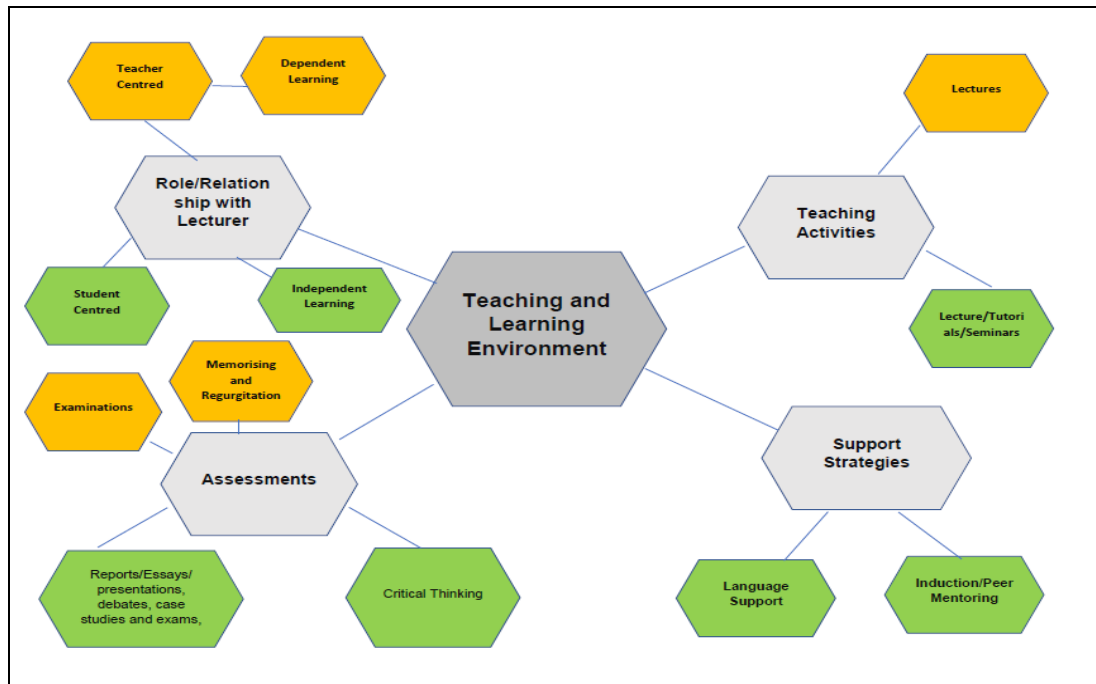 Teacher
Centred
Dependent
Learning
Lectures
Role/Relation
ship with
Lecturer
Teaching
Activities
Student
Centred
Independent
Learning
Teaching and
Learning
Environment
Lecture/Tutori
als/Seminars
Memorising
and
Regurgitation
Examinations
Assessments
Support
Strategies
Reports/Essays/
presentations,
debates, case
studies and exams,
Critical Thinking
Language
Support
Induction/Peer
Mentoring